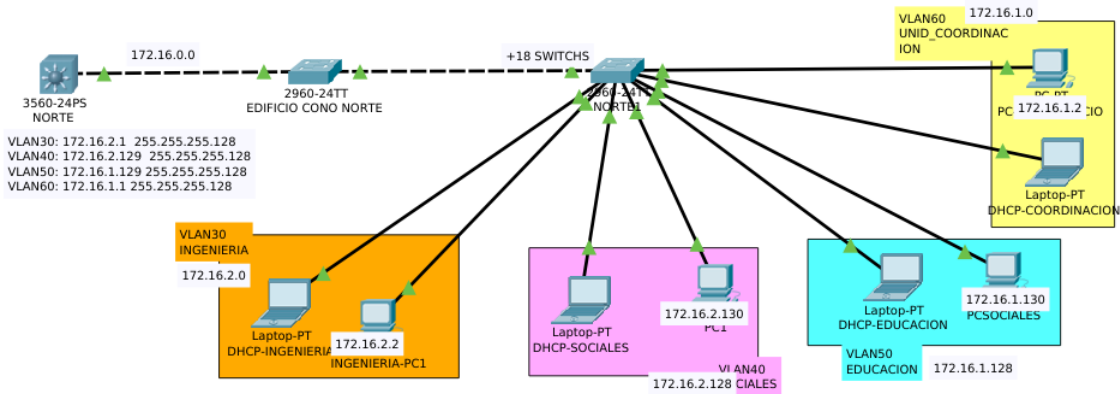 172.16.1.0
VLAN60
UNID_COORDINAC
ION
172.16.0.0
+18 SWITCHS
3560-24PS
NORTE
2960-24TT
EDIFICIO CONO NORTE
2960-24TT
NORTE1
PC-PT
172.16.1.2
VLAN30: 172.16.2.1 255.255.255.128
VLAN40: 172.16.2.129 255.255.255.128
VLAN50: 172.16.1.129 255.255.255.128
VLAN60: 172.16.1.1 255.255.255.128
Laptop-PT
DHCP-COORDINACION
VLAN30
INGENIERIA
172.16.2.0
Laptop-PT
DHCP-INGENIERIA
172.16.2.2
INGENIERIA-PC1
Laptop-PT
DHCP-SOCIALES
172.16.2.130
PC1
Laptop-PT
DHCP-EDUCACION
172.16.1.130
PCSOCIALES
VLAN40
CIALES
172.16.2.128
VLAN50
EDUCACION
172.16.1.128